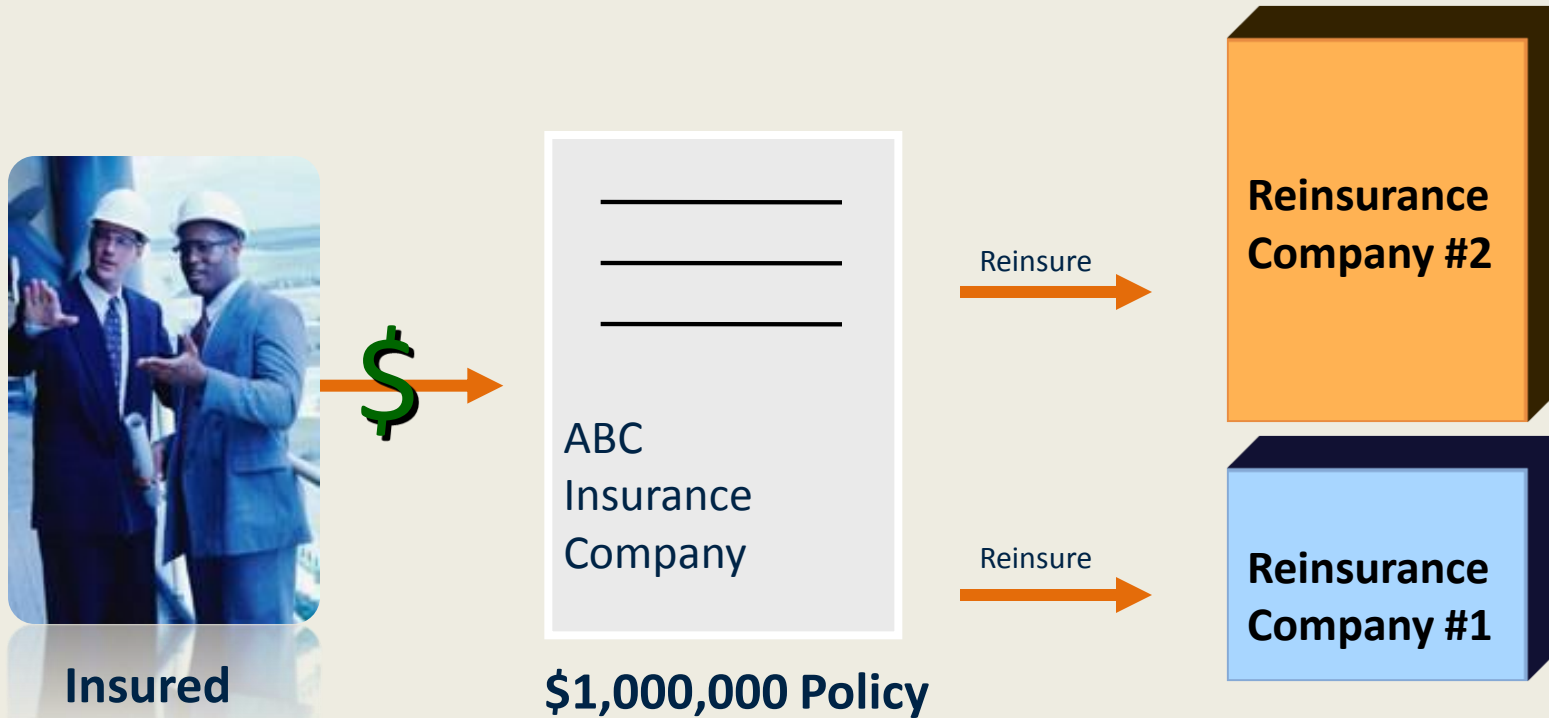 Insured
$
ABC
Insurance
Company
$1,000,000 Policy
Reinsure
Reinsure
Reinsurance
Company #2
Reinsurance
Company #1